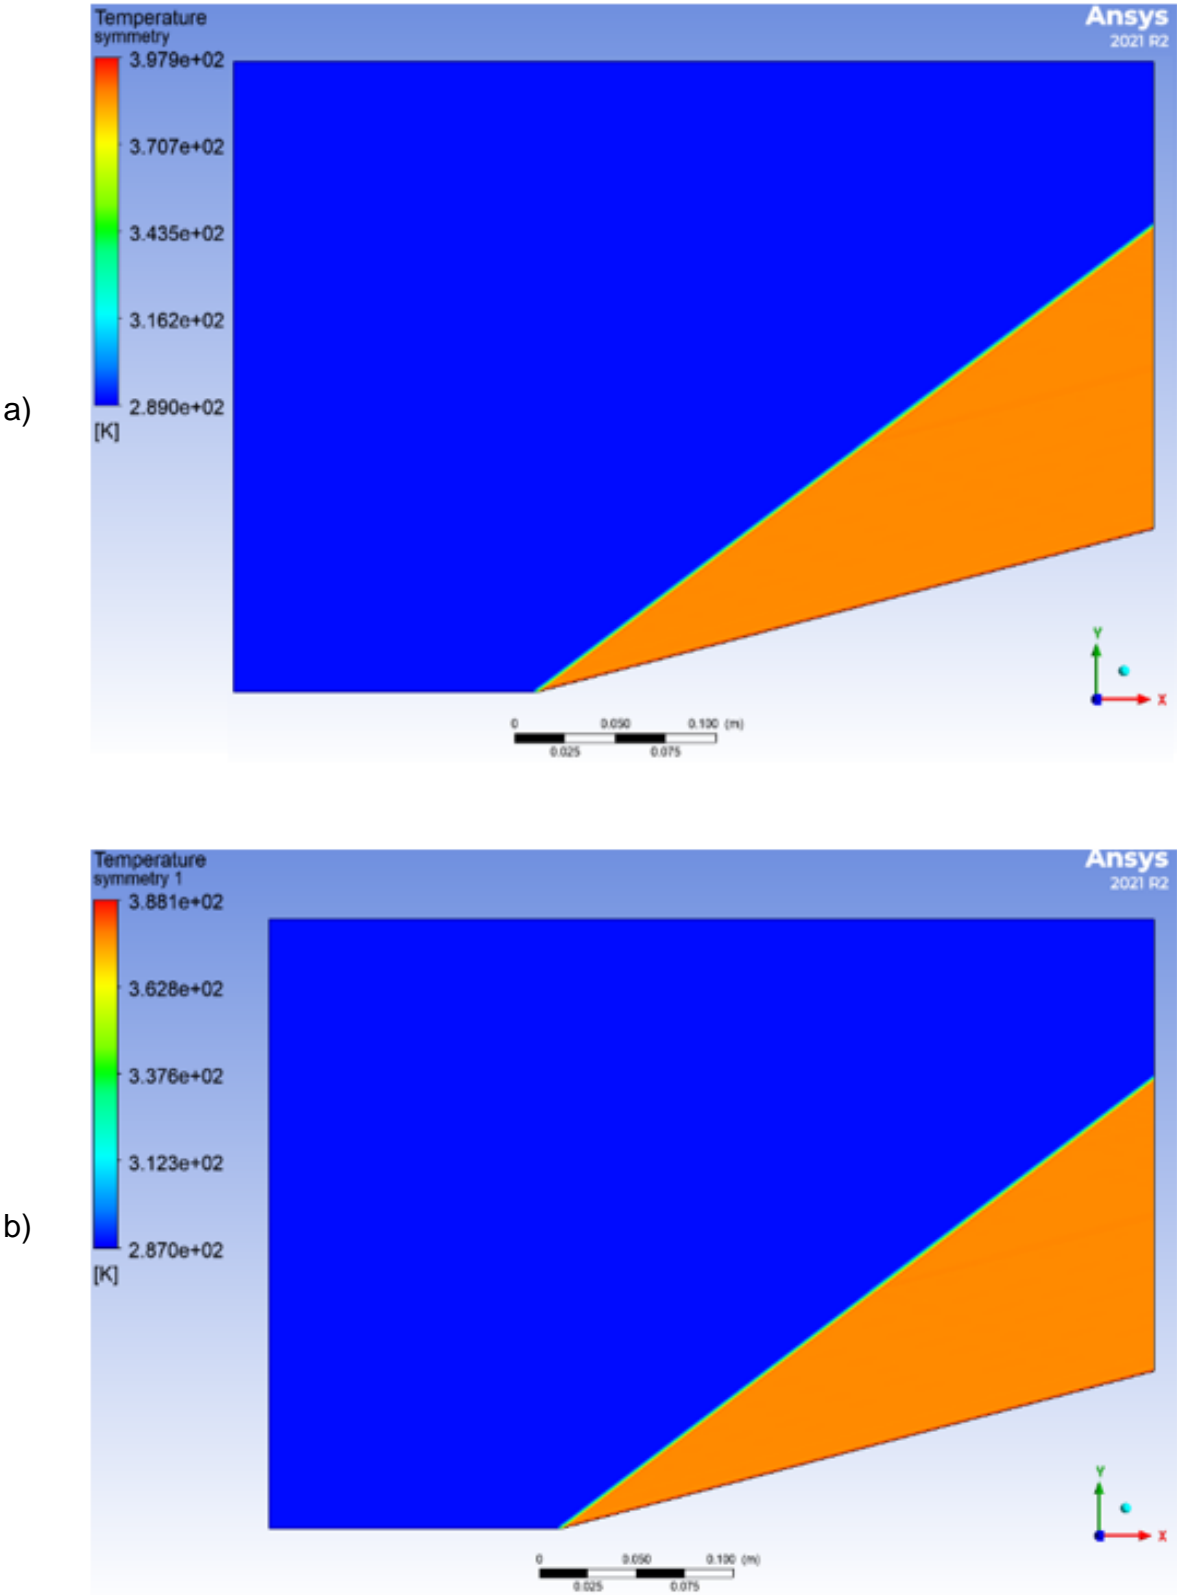 Temperature
symmetry
Ansys
2021 R2
3.979e+02
3.707e+02
3.435e+02
3.162e+02
2.890e+02
[K]
a)
Y
X
0 0.050 0.100 (m)
0.025 0.075
Temperature
symmetry 1
Ansys
2021 R2
3.881e+02
3.628e+02
3.376e+02
3.123e+02
2.870e+02
[K]
b)
Y
X
0 0.050 0.100 (m)
0.025 0.075